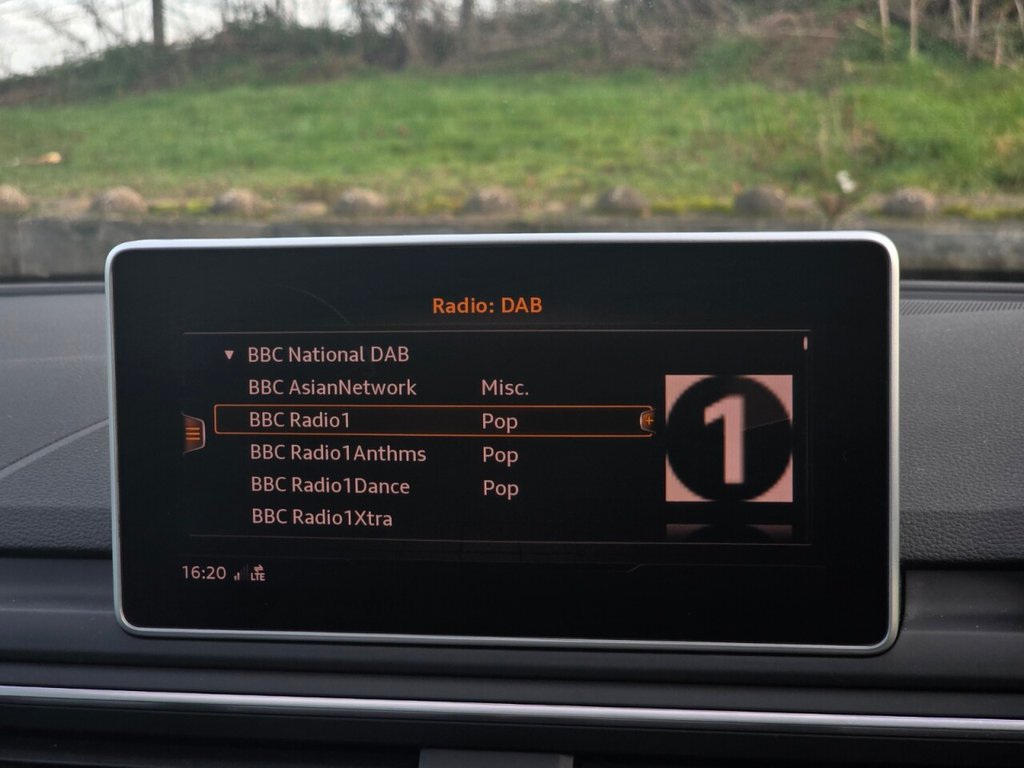 Radio: DAB
BBC National DAB
BBC AsianNetwork Misc.
BBC Radio1 Pop
BBC Radio1Anthms Pop
BBC Radio1Dance Pop
BBC Radio1Xtra
1
16:20 LTE